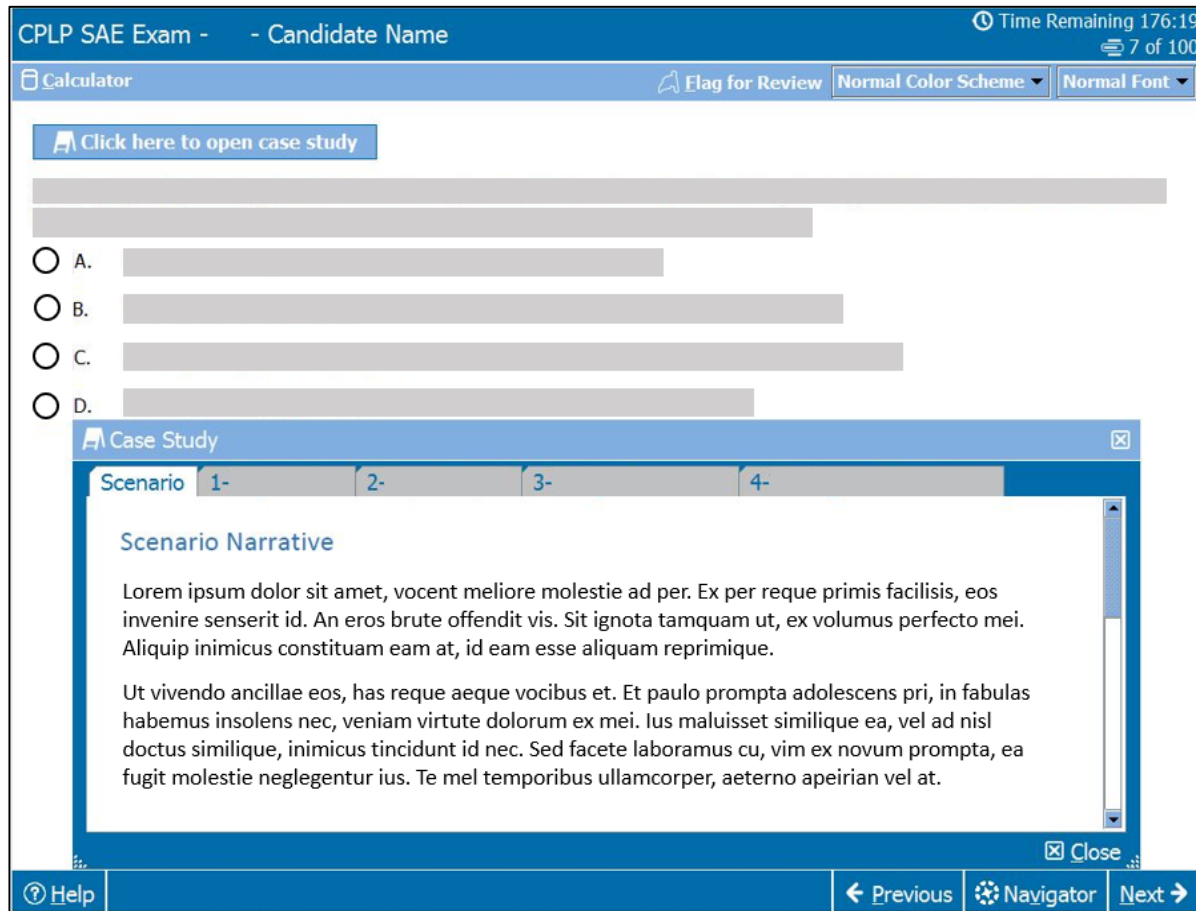 CPLP SAE Exam - - Candidate Name
Time Remaining 176:19
7 of 100
Calculator
Flag for Review
Normal Color Scheme
Normal Font
Click here to open case study
A.
B.
C.
D.
Case Study
Scenario
1-
2-
3-
4-
Scenario Narrative
Lorem ipsum dolor sit amet, vocent meliore molestie ad per. Ex per reque primis facilisis, eos
invenire senserit id. An eros brute offendit vis. Sit ignota tamquam ut, ex volumus perfecto mei.
Aliquip inimicus constituam eam at, id eam esse aliquam reprimique.
Ut vivendo ancillae eos, has reque aeque vocibus et. Et paulo prompta adolescens pri, in fabulas
habemus insolens nec, veniam virtute dolorum ex mei. Ius maluisset similique ea, vel ad nisl
doctus similique, inimicus tincidunt id nec. Sed facete laboramus cu, vim ex novum prompta, ea
fugit molestie neglegentur ius. Te mel temporibus ullamcorper, aeterno apeirian vel at.
Close
Help
Previous
Navigator
Next